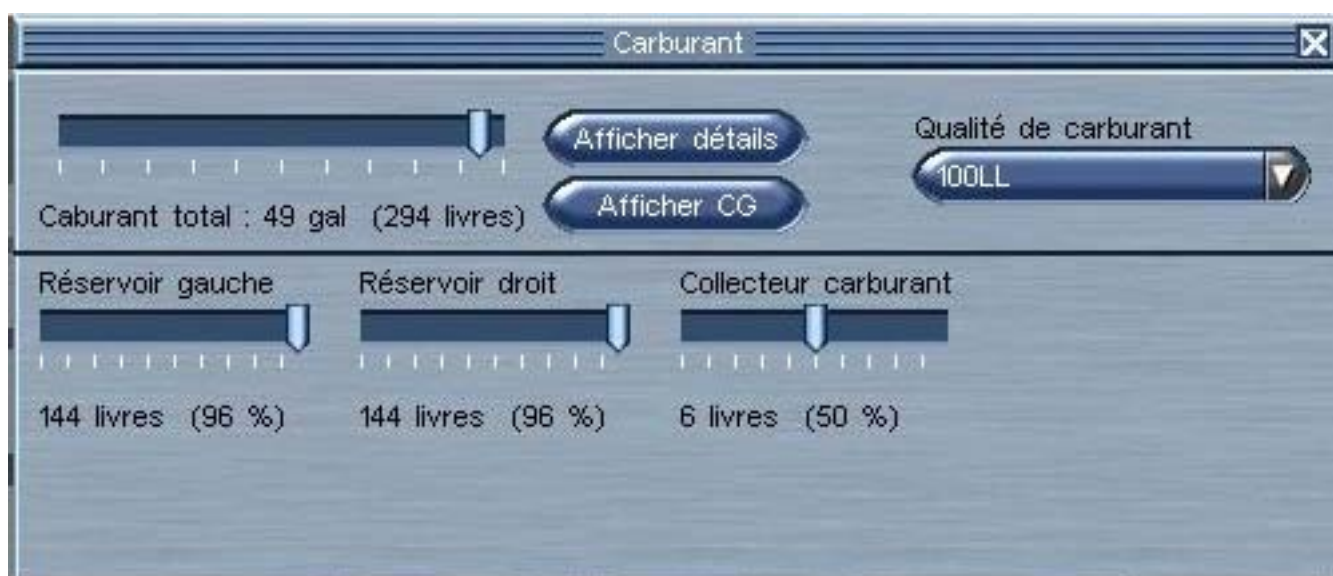 Carburant
Afficher détails
Qualité de carburant
100LL
Caburant total : 49 gal (294 livres)
Afficher CG
Réservoir gauche
Réservoir droit
Collecteur carburant
144 livres (96 %)
144 livres (96 %)
6 livres (50 %)